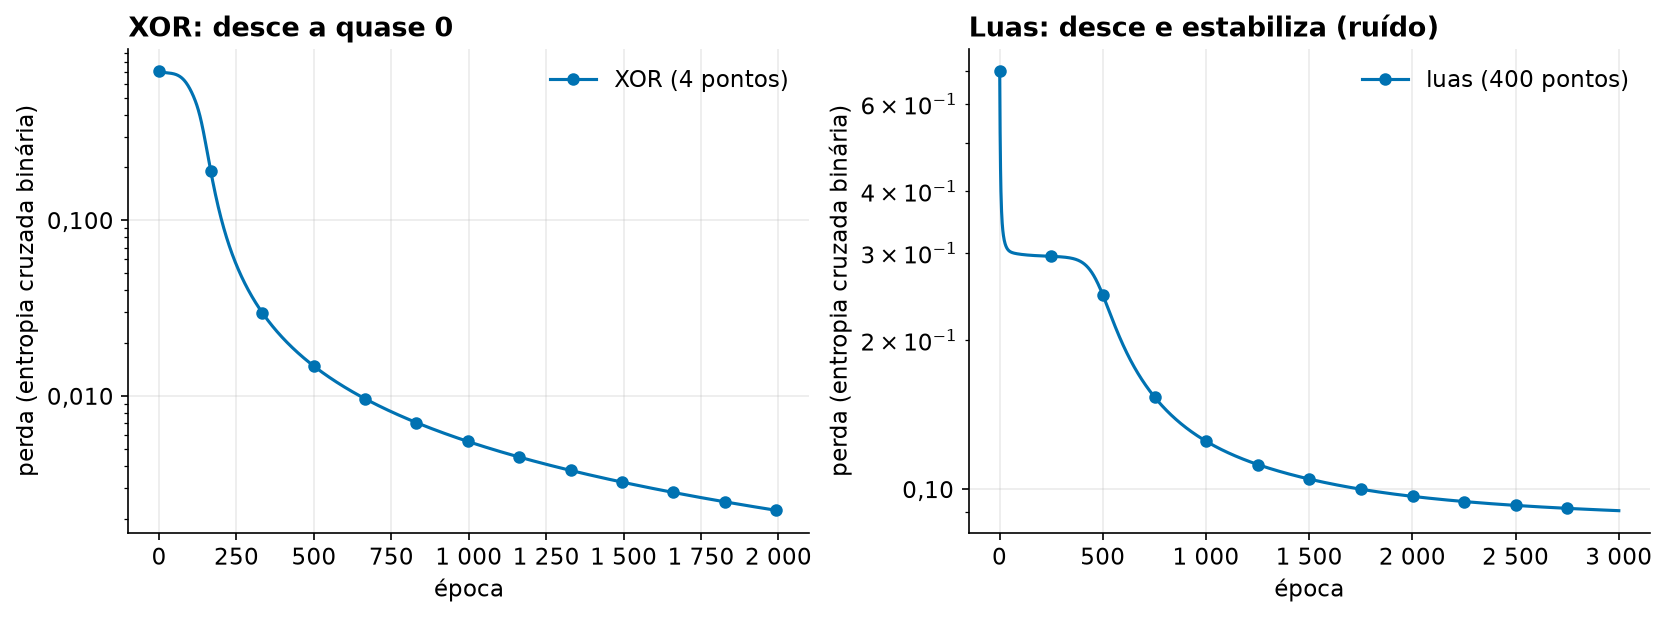 XOR: desce a quase 0
XOR (4 pontos)
perda (entropia cruzada binária)
0,100
0,010
0 250 500 750 1 000 1 250 1 500 1 750 2 000
época
Luas: desce e estabiliza (ruído)
luas (400 pontos)
perda (entropia cruzada binária)
6 × 10⁻¹
4 × 10⁻¹
3 × 10⁻¹
2 × 10⁻¹
0,10
0 500 1 000 1 500 2 000 2 500 3 000
época